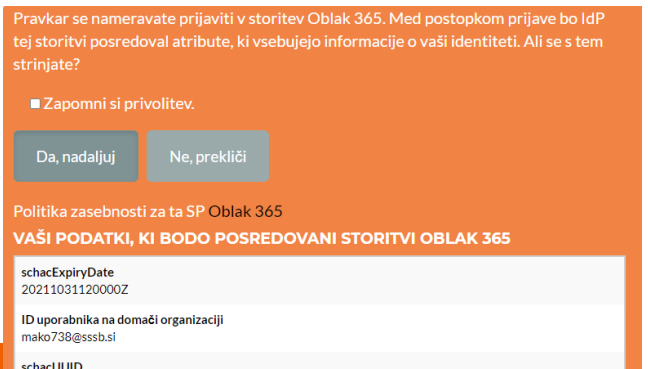 Pravkar se nameravate prijaviti v storitev Oblak 365. Med postopkom prijave bo IdP
tej storitvi posredoval atribute, ki vsebujejo informacije o vaši identiteti. Ali se s tem
strinjate?
Zapomni si privolitev.
Da, nadaljuj Ne, prekliči
Politika zasebnosti za ta SP Oblak 365
VAŠI PODATKI, KI BODO POSREDOVANI STORITVI OBLAK 365
schacExpiryDate
20211031120000Z
ID uporabnika na domači organizaciji
mako738@sssb.si
schacUUID